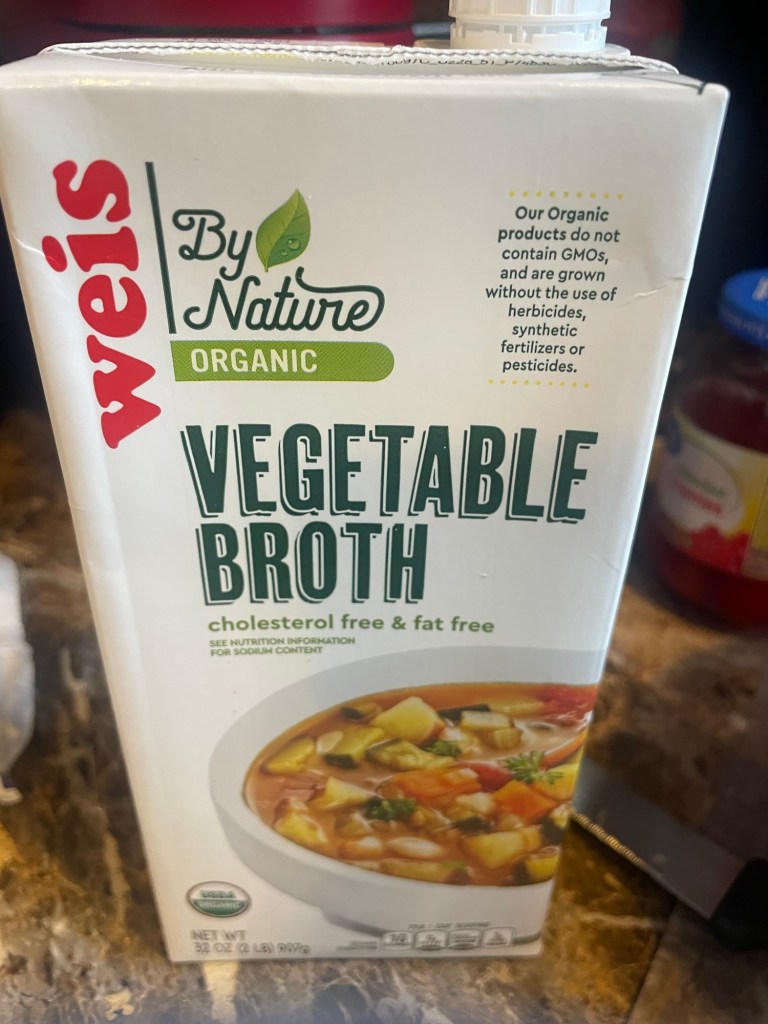 weis
By
Nature
ORGANIC
Our Organic
products do not
contain GMOs,
and are grown
without the use of
herbicides,
synthetic
fertilizers or
pesticides.
VEGETABLE
BROTH
cholesterol free & fat free
SEE NUTRITION INFORMATION
FOR SODIUM CONTENT
USDA
ORGANIC
NET WT
32 OZ (2 LB) 907g